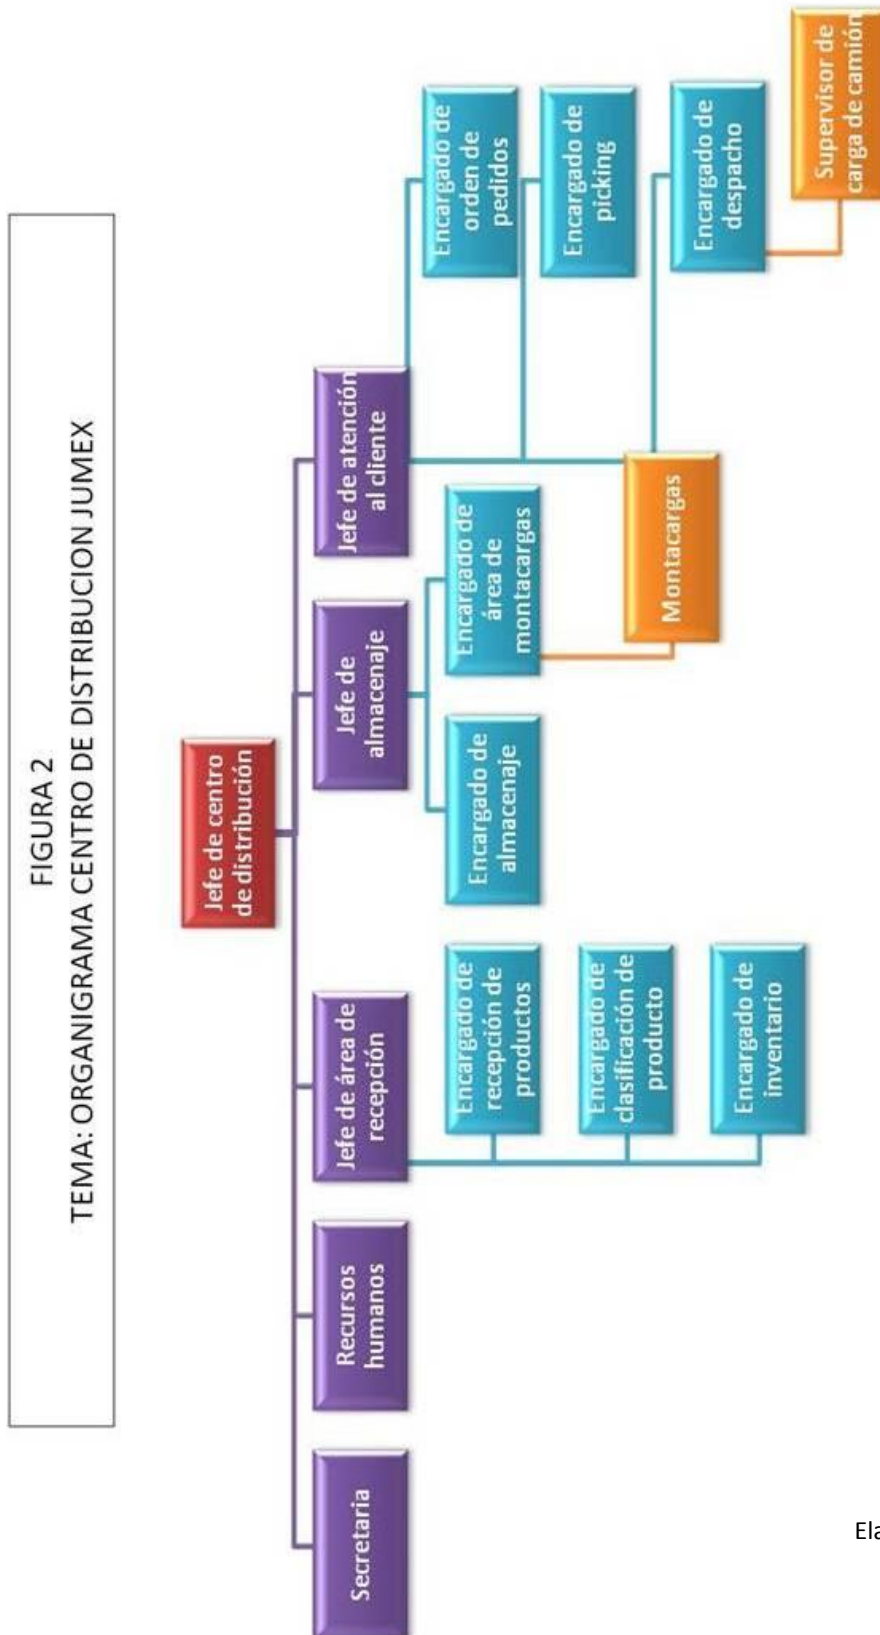 FIGURA 2
TEMA: ORGANIGRAMA CENTRO DE DISTRIBUCION JUMEX
Jefe de centro
de distribución
Secretaria
Recursos
humanos
Jefe de área de
recepción
Jefe de
almacenaje
Jefe de atención
al cliente
Encargado de
recepción de
productos
Encargado de
clasificación de
producto
Encargado de
inventario
Encargado de
almacenaje
Encargado de
área de
montacargas
Montacargas
Encargado de
orden de
pedidos
Encargado de
picking
Encargado de
despacho
Supervisor de
carga de camión
Ela